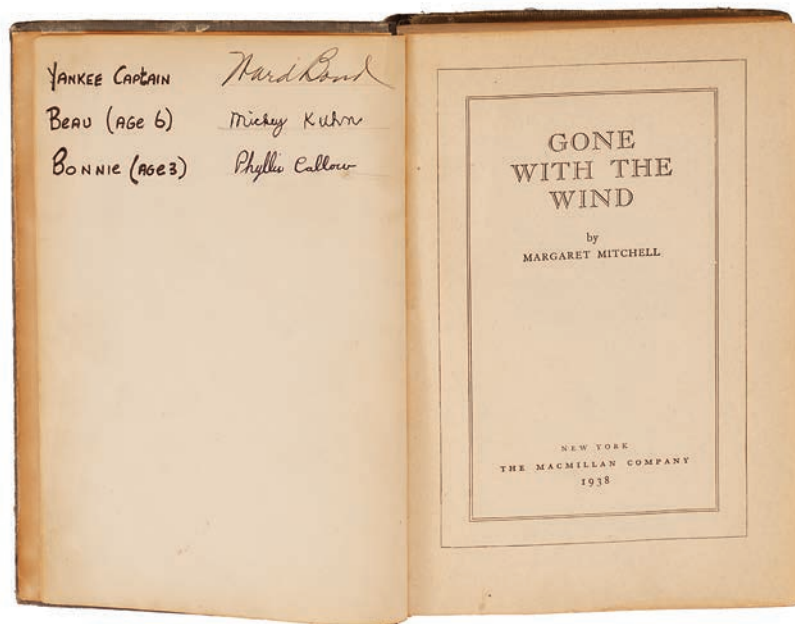 YANKEE CAPTAIN Ward Bond
BEAU (AGE 6) Mickey Kuhn
BONNIE (AGE 3) Phyllis Callow
GONE
WITH THE
WIND
by
MARGARET MITCHELL
NEW YORK
THE MACMILLAN COMPANY
1938